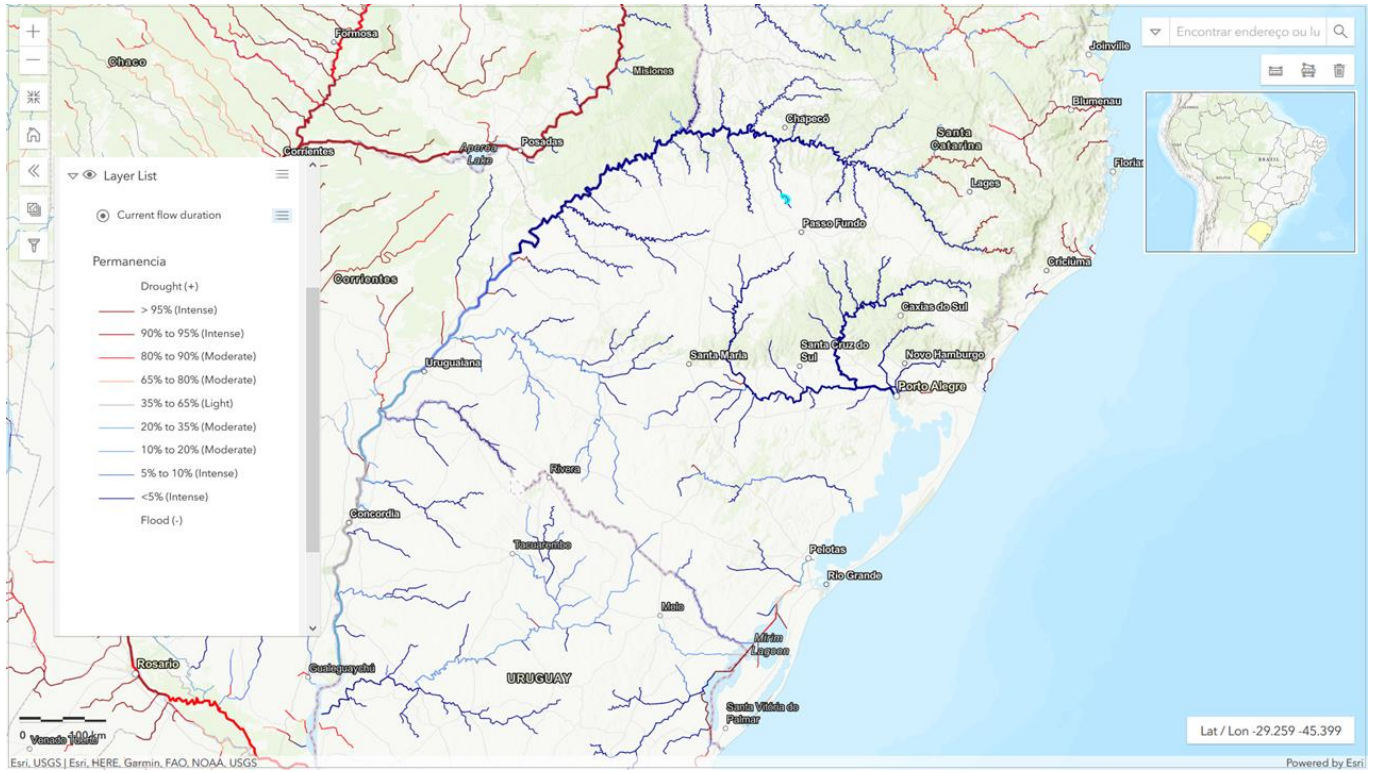 Formosa
Chaco
Misiones
Joinville
Encontrar endereço ou lu
Blumenau
Chapecó
Santa
Catarina
Corrientes
Posadas
Lake
Floria
Lages
Layer List
Current flow duration
Passo Fundo
Permanencia
Criciúma
Corrientes
Drought (+)
> 95% (Intense)
90% to 95% (Intense)
80% to 90% (Moderate)
65% to 80% (Moderate)
35% to 65% (Light)
20% to 35% (Moderate)
10% to 20% (Moderate)
5% to 10% (Intense)
<5% (Intense)
Flood (-)
Caxias do Sul
Santa Cruz do
Sul
Santa Maria
Novo Hamburgo
Uruguaiana
Porto Alegre
Rivera
Concordia
Tacuarembo
Pelotas
Rio Grande
Melo
Mirim
Lagoon
Rosario
Gualeguaychú
URUGUAY
Santa Vitória do
Palmar
0 100 km
Venado Tuerto
Lat / Lon -29.259 -45.399
Esri, USGS | Esri, HERE, Garmin, FAO, NOAA, USGS
Powered by Esri
BRAZIL